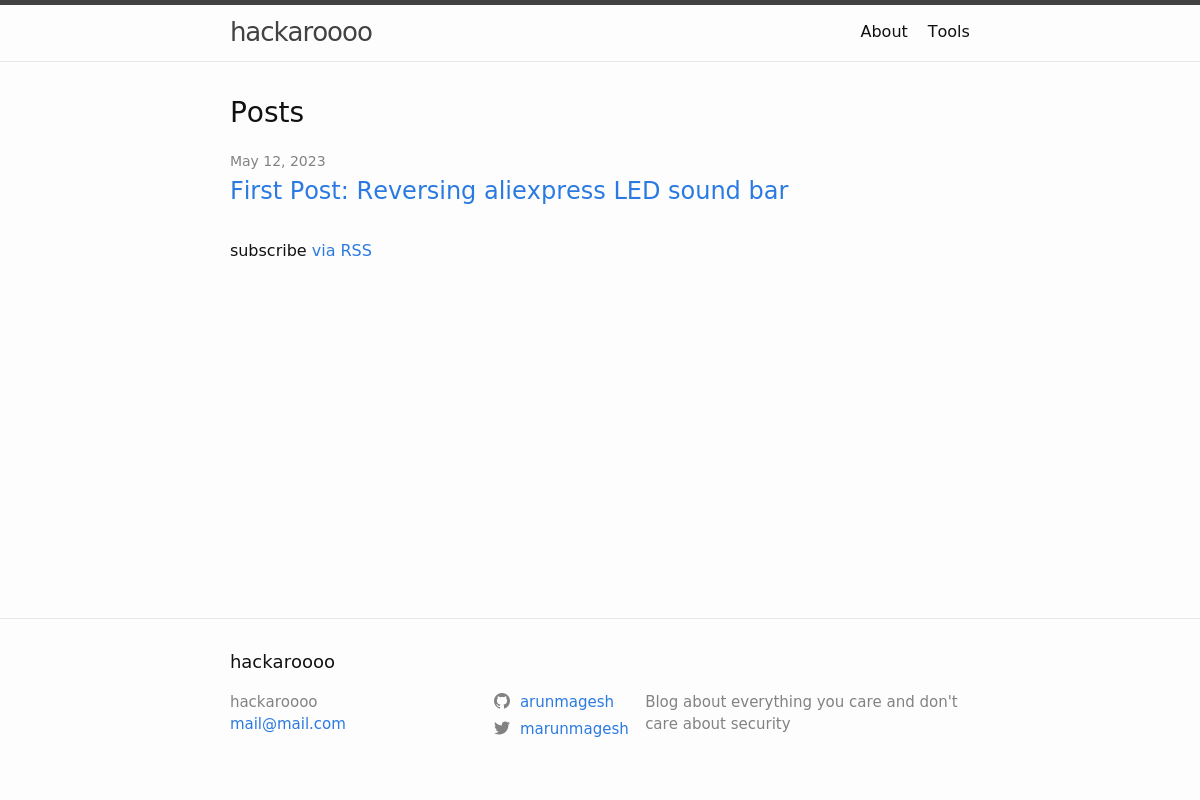 hackaroooo
About Tools
Posts
May 12, 2023
First Post: Reversing aliexpress LED sound bar
subscribe via RSS
hackaroooo
hackaroooo
mail@mail.com
arunmagesh
marunmagesh
Blog about everything you care and don't
care about security